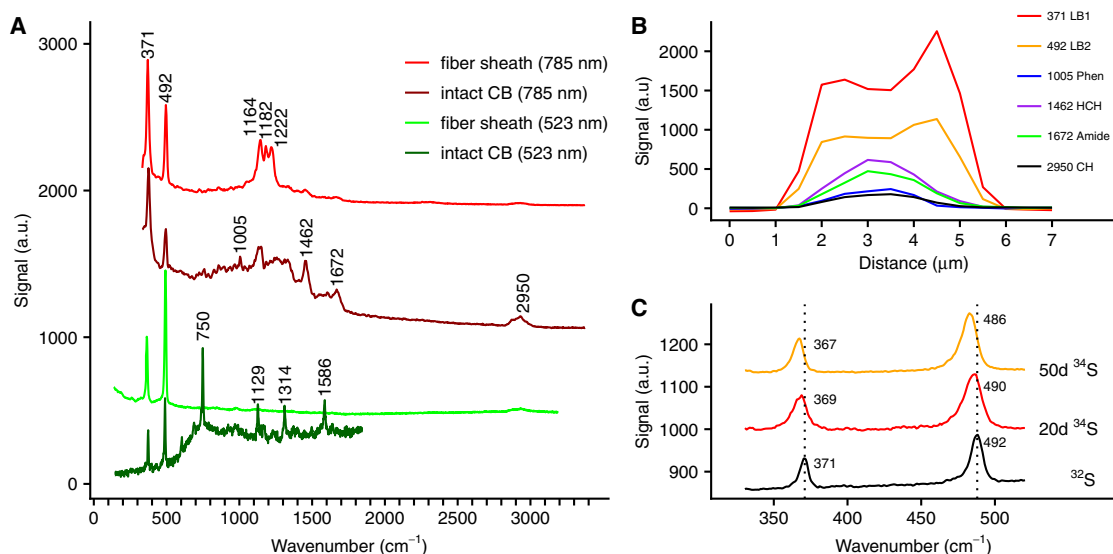 A
3000
2000
1000
0
Signal (a.u.)
371
492
1164
1182
1222
fiber sheath (785 nm)
intact CB (785 nm)
fiber sheath (523 nm)
intact CB (523 nm)
1005
1462
1672
2950
750
1129
1314
1586
0 500 1000 1500 2000 2500 3000
Wavenumber (cm⁻¹)
B
2000
1500
1000
500
0
Signal (a.u)
371 LB1
492 LB2
1005 Phen
1462 HCH
1672 Amide
2950 CH
0 1 2 3 4 5 6 7
Distance (μm)
C
1200
1100
1000
900
Signal (a.u.)
367
486
50d ³⁴S
369
490
20d ³⁴S
371
492
³²S
350 400 450 500
Wavenumber (cm⁻¹)